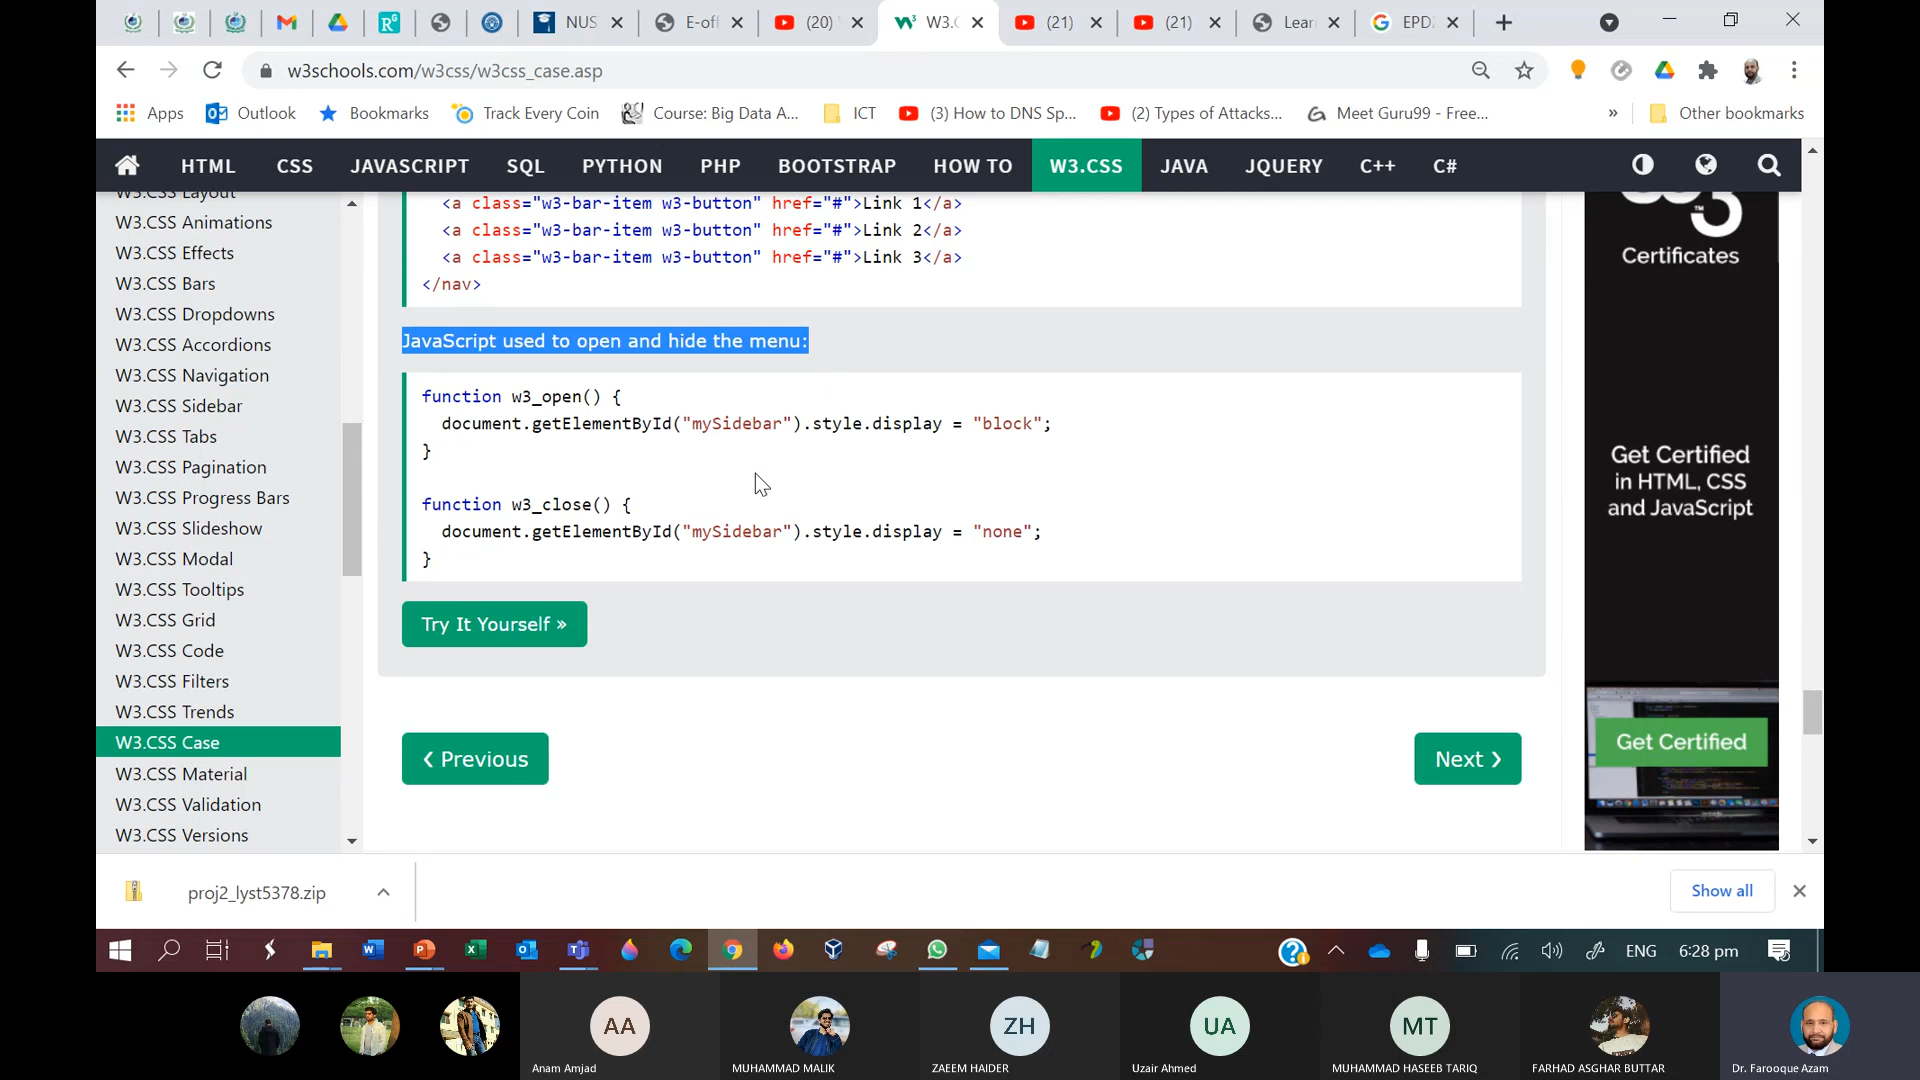 NUS
E-off
(20)
W3.C
(21)
(21)
Lear
EPD
w3schools.com/w3css/w3css_case.asp
Apps
Outlook
Bookmarks
Track Every Coin
Course: Big Data A...
ICT
(3) How to DNS Sp...
(2) Types of Attacks...
Meet Guru99 - Free...
»
Other bookmarks
HTML
CSS
JAVASCRIPT
SQL
PYTHON
PHP
BOOTSTRAP
HOW TO
W3.CSS
JAVA
JQUERY
C++
C#
W3.CSS Layout
W3.CSS Animations
W3.CSS Effects
W3.CSS Bars
W3.CSS Dropdowns
W3.CSS Accordions
W3.CSS Navigation
W3.CSS Sidebar
W3.CSS Tabs
W3.CSS Pagination
W3.CSS Progress Bars
W3.CSS Slideshow
W3.CSS Modal
W3.CSS Tooltips
W3.CSS Grid
W3.CSS Code
W3.CSS Filters
W3.CSS Trends
W3.CSS Case
W3.CSS Material
W3.CSS Validation
W3.CSS Versions
<a class="w3-bar-item w3-button" href="#">Link 1</a>
<a class="w3-bar-item w3-button" href="#">Link 2</a>
<a class="w3-bar-item w3-button" href="#">Link 3</a>
</nav>
JavaScript used to open and hide the menu:
function w3_open() {
document.getElementById("mySidebar").style.display = "block";
}
function w3_close() {
document.getElementById("mySidebar").style.display = "none";
}
Try It Yourself »
❮ Previous
Next ❯
Certificates
Get Certified
in HTML, CSS
and JavaScript
Get Certified
proj2_lyst5378.zip
Show all
ENG
6:28 pm
AA
ZH
UA
MT
Anam Amjad
MUHAMMAD MALIK
ZAEEM HAIDER
Uzair Ahmed
MUHAMMAD HASEEB TARIQ
FARHAD ASGHAR BUTTAR
Dr. Farooque Azam